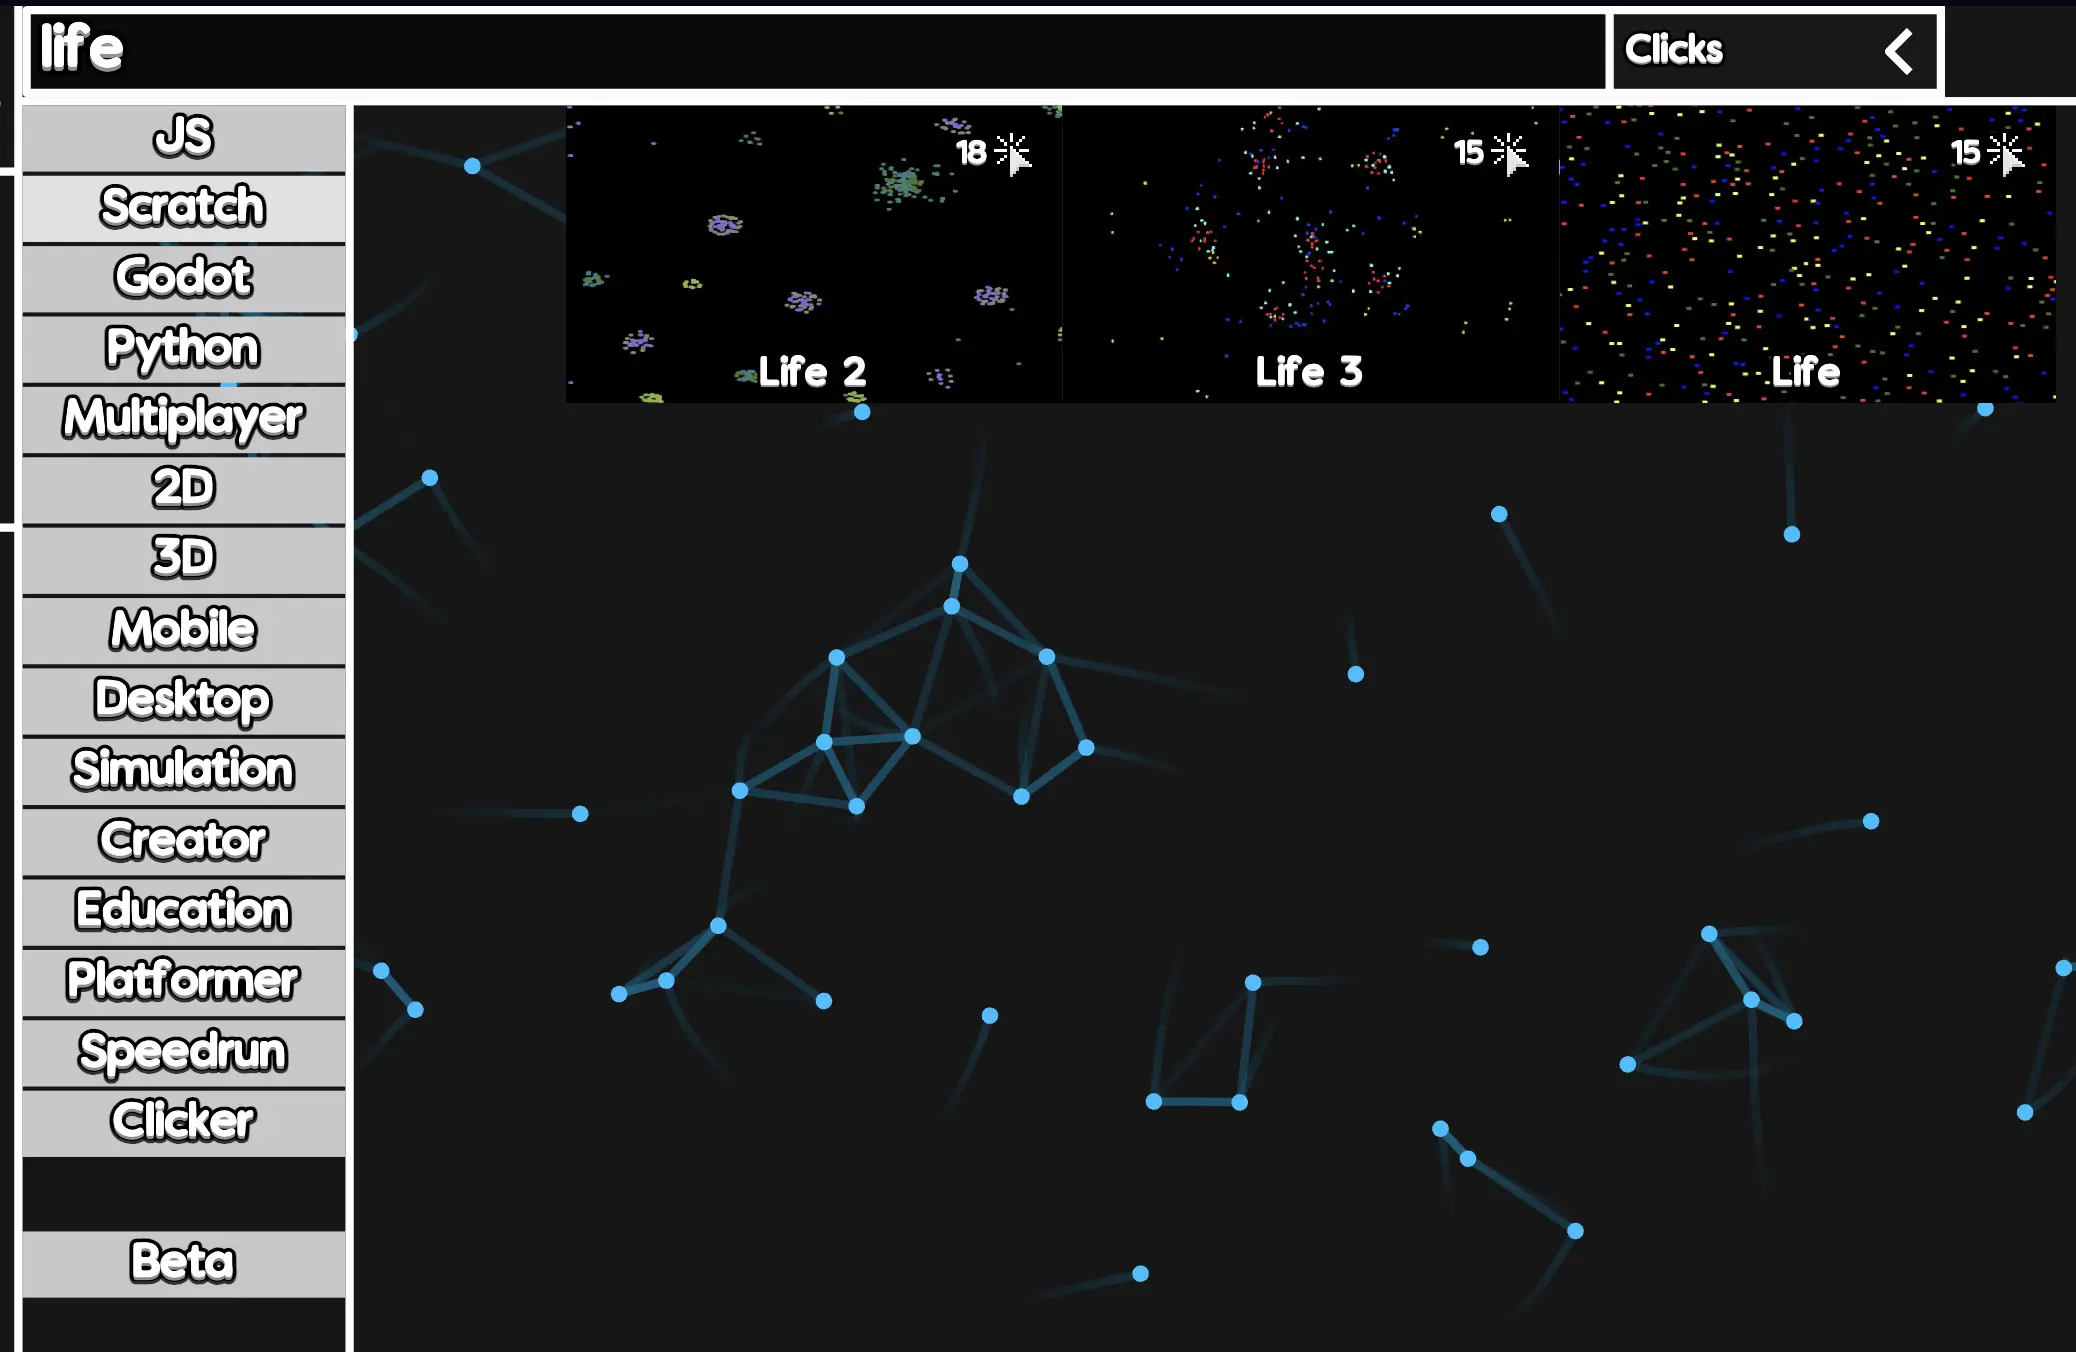 life
Clicks
JS
Scratch
Godot
Python
Multiplayer
2D
3D
Mobile
Desktop
Simulation
Creator
Education
Platformer
Speedrun
Clicker
Beta
18
Life 2
15
Life 3
15
Life